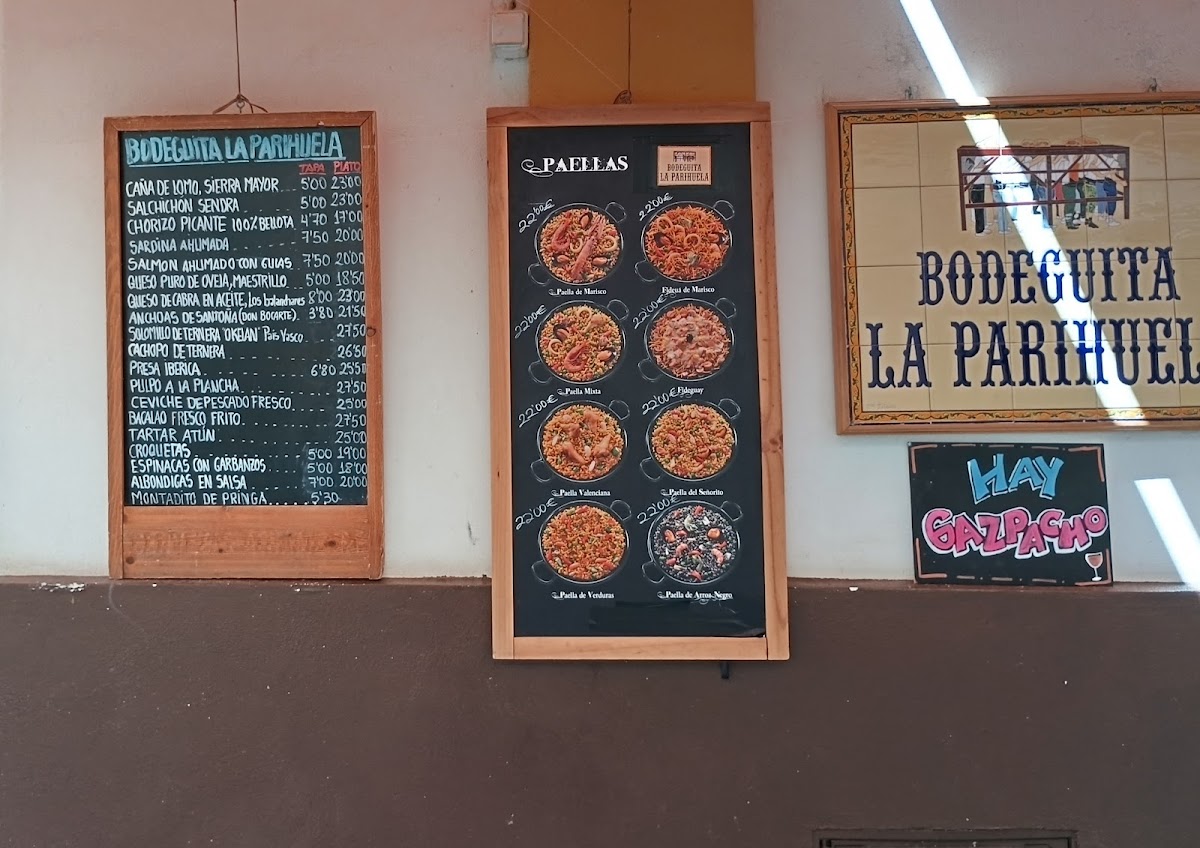 BODEGUITA LA PARIHUELA
TAPA PLATO
CAÑA DE LOMO, SIERRA MAYOR 5'00 23'00
SALCHICHON SENDRA 5'00 23'00
CHORIZO PICANTE 100% BELLOTA 4'70 17'00
SARDINA AHUMADA 7'50 20'00
SALMON AHUMADO CON GULAS 7'50 20'00
QUESO PURO DE OVEJA, MAESTRILLO 5'00 18'50
QUESO DE CABRA EN ACEITE, Los balanchares 8'00 23'00
ANCHOAS DE SANTOÑA (DON BOCARTE) 3'80 21'50
SOLOMILLO DE TERNERA País Vasco 27'50
CACHOPO DE TERNERA 26'50
PRESA IBERICA 6'80 25'50
PULPO A LA PLANCHA 27'50
CEVICHE DE PESCADO FRESCO 25'00
BACALAO FRESCO FRITO 27'50
TARTAR ATÚN 25'00
CROQUETAS 5'00 19'00
ESPINACAS CON GARBANZOS 5'00 18'00
ALBONDIGAS EN SALSA 7'00 20'00
MONTADITO DE PRINGA 5'30
PAELLAS
BODEGUITA
LA PARIHUELA
22'00€ 22'00€
Paella de Marisco Fideua de Marisco
22'00€ 22'00€
Paella Mixta Fideguay
22'00€ 22'00€
Paella Valenciana Paella del Señorito
22'00€ 22'00€
Paella de Verduras Paella de Arroz Negro
BODEGUITA
LA PARIHUEL
HAY
GAZPACHO